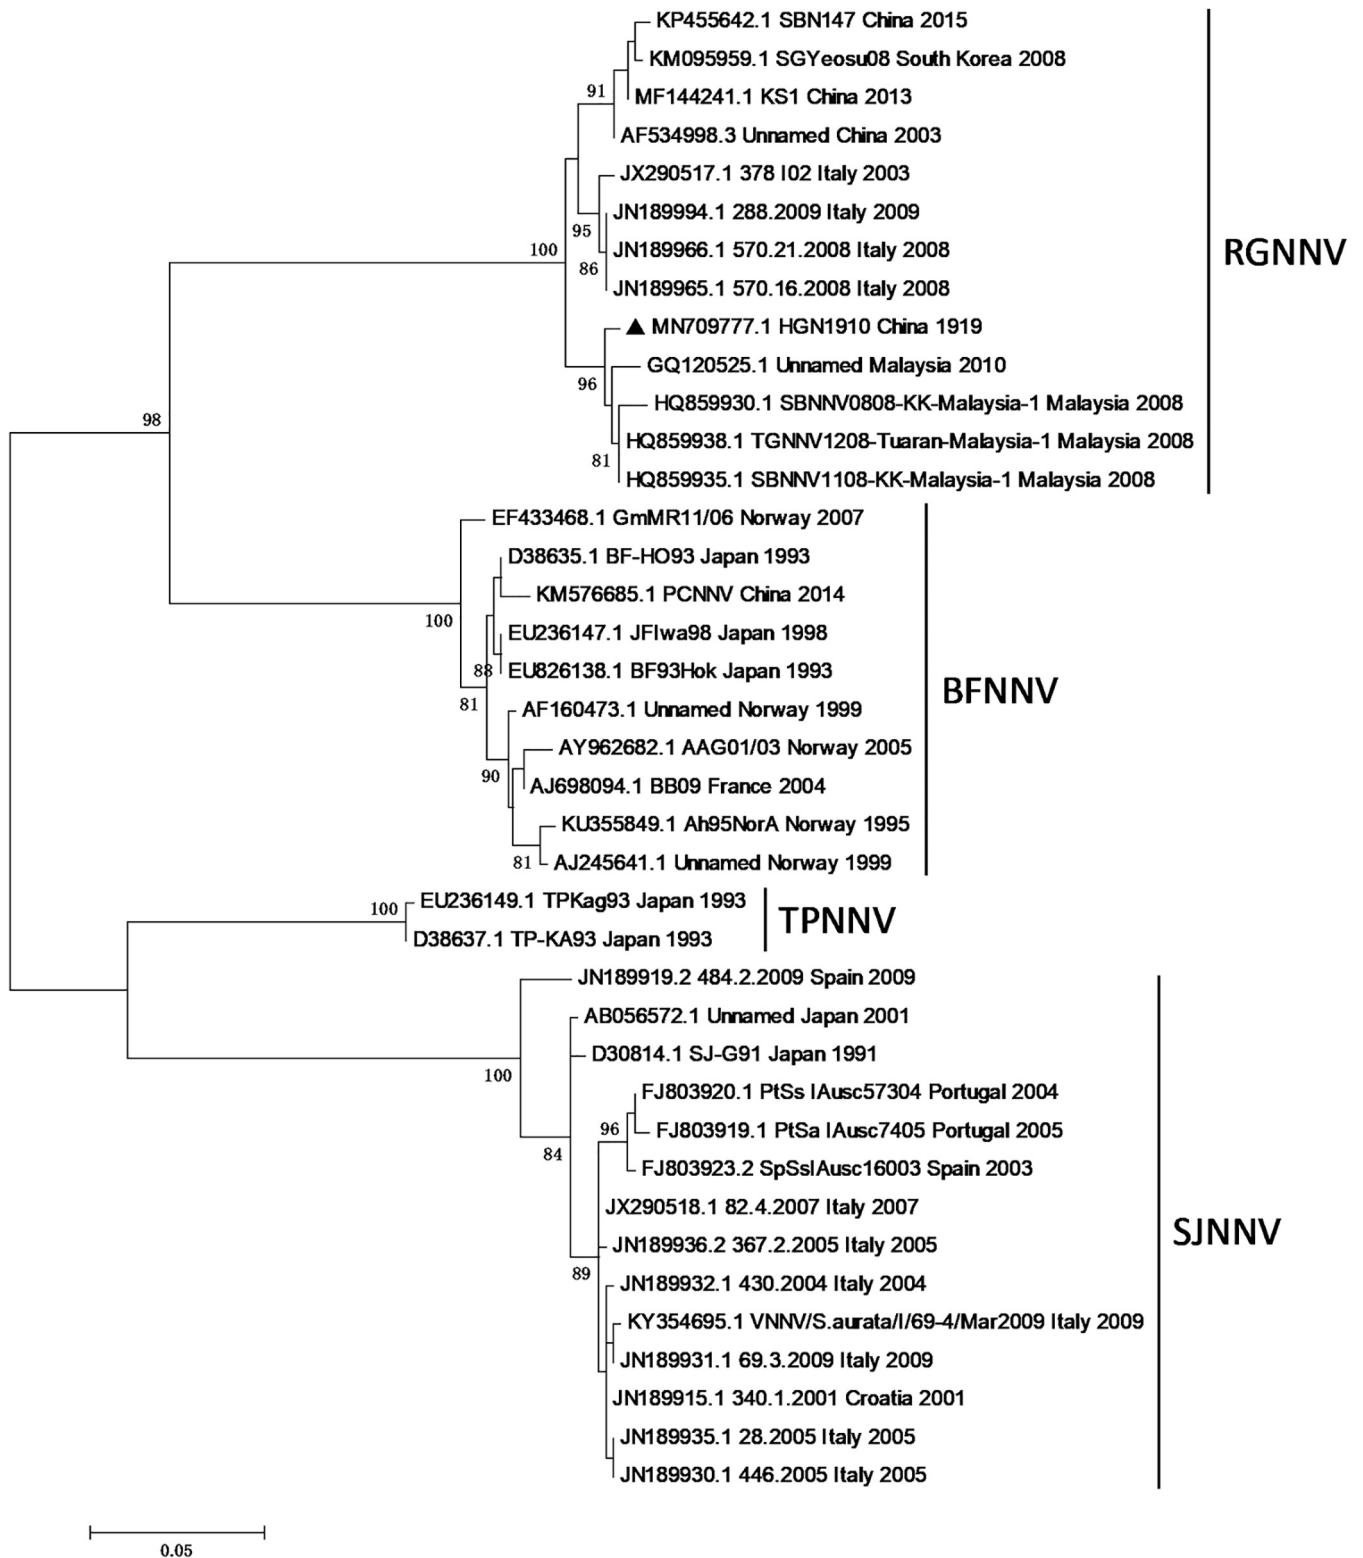 KP455642.1 SBN147 China 2015
KM095959.1 SGYeosu08 South Korea 2008
91
MF144241.1 KS1 China 2013
AF534998.3 Unnamed China 2003
JX290517.1 378 I02 Italy 2003
JN189994.1 288.2009 Italy 2009
95
100
JN189966.1 570.21.2008 Italy 2008
RGNNV
86
JN189965.1 570.16.2008 Italy 2008
▲ MN709777.1 HGN1910 China 1919
GQ120525.1 Unnamed Malaysia 2010
96
HQ859930.1 SBNNV0808-KK-Malaysia-1 Malaysia 2008
98
HQ859938.1 TGNNV1208-Tuaran-Malaysia-1 Malaysia 2008
81
HQ859935.1 SBNNV1108-KK-Malaysia-1 Malaysia 2008
EF433468.1 GmMR11/06 Norway 2007
D38635.1 BF-HO93 Japan 1993
KM576685.1 PCNNV China 2014
100
EU236147.1 JFIwa98 Japan 1998
88
EU826138.1 BF93Hok Japan 1993
BFNNV
81
AF160473.1 Unnamed Norway 1999
AY962682.1 AAG01/03 Norway 2005
90
AJ698094.1 BB09 France 2004
KU355849.1 Ah95NorA Norway 1995
81
AJ245641.1 Unnamed Norway 1999
EU236149.1 TPKag93 Japan 1993
100
TPNNV
D38637.1 TP-KA93 Japan 1993
JN189919.2 484.2.2009 Spain 2009
AB056572.1 Unnamed Japan 2001
D30814.1 SJ-G91 Japan 1991
100
FJ803920.1 PtSs IAusc57304 Portugal 2004
96
FJ803919.1 PtSa IAusc7405 Portugal 2005
84
FJ803923.2 SpSsIAusc16003 Spain 2003
JX290518.1 82.4.2007 Italy 2007
SJNNV
JN189936.2 367.2.2005 Italy 2005
89
JN189932.1 430.2004 Italy 2004
KY354695.1 VNNV/S.aurata/I/69-4/Mar2009 Italy 2009
JN189931.1 69.3.2009 Italy 2009
JN189915.1 340.1.2001 Croatia 2001
JN189935.1 28.2005 Italy 2005
JN189930.1 446.2005 Italy 2005
0.05